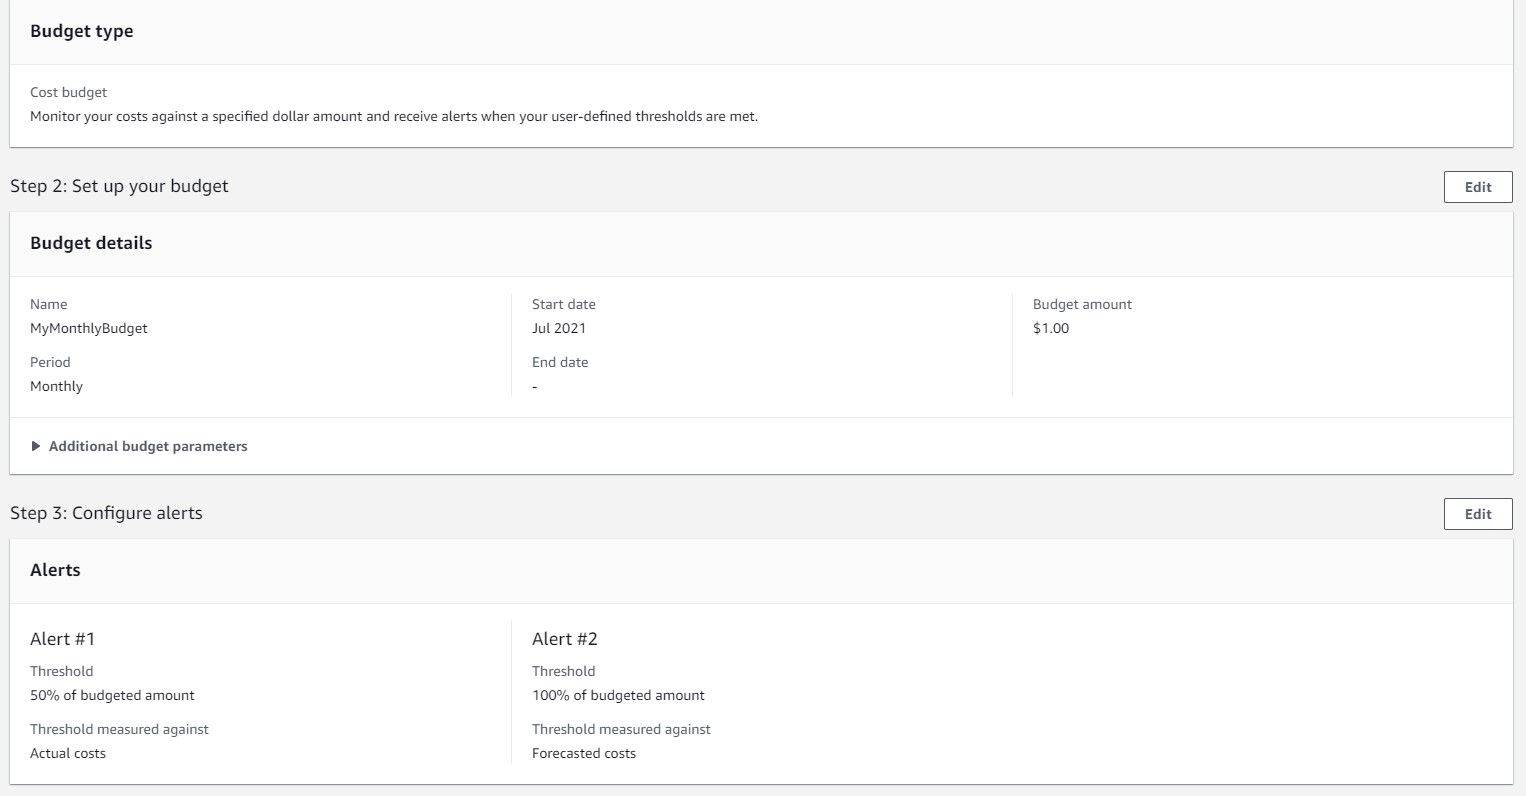 Budget type
Cost budget
Monitor your costs against a specified dollar amount and receive alerts when your user-defined thresholds are met.
Step 2: Set up your budget
Edit
Budget details
Name
MyMonthlyBudget
Period
Monthly
Start date
Jul 2021
End date
-
Budget amount
$1.00
Additional budget parameters
Step 3: Configure alerts
Edit
Alerts
Alert #1
Threshold
50% of budgeted amount
Threshold measured against
Actual costs
Alert #2
Threshold
100% of budgeted amount
Threshold measured against
Forecasted costs